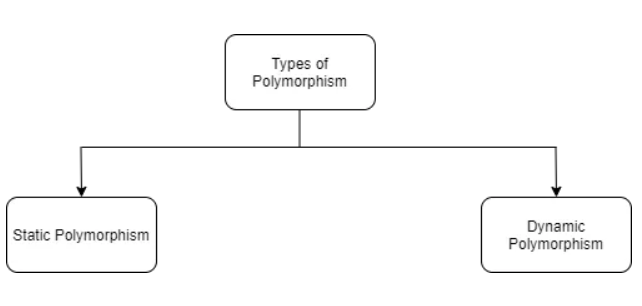 Types of
Polymorphism
Static Polymorphism
Dynamic
Polymorphism